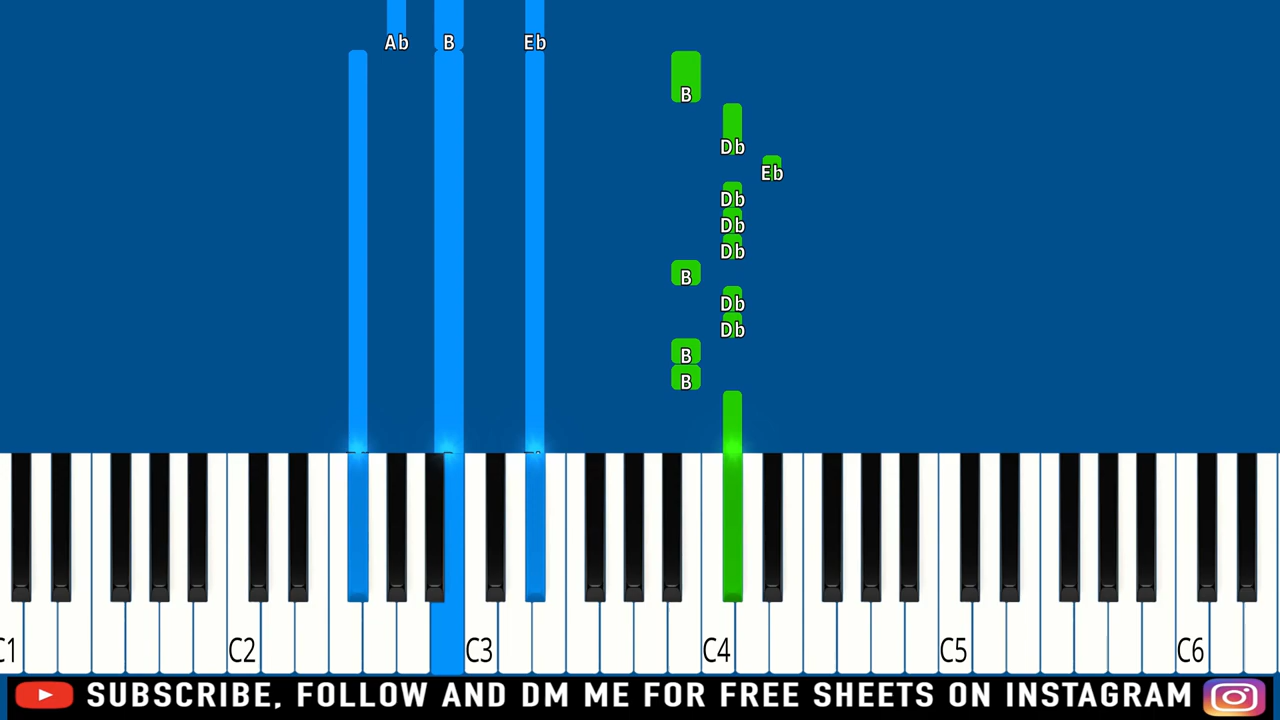 Ab B Eb
B
Db
Eb
Db
Db
Db
B
Db
Db
B
B
C1 C2 C3 C4 C5 C6
SUBSCRIBE, FOLLOW AND DM ME FOR FREE SHEETS ON INSTAGRAM